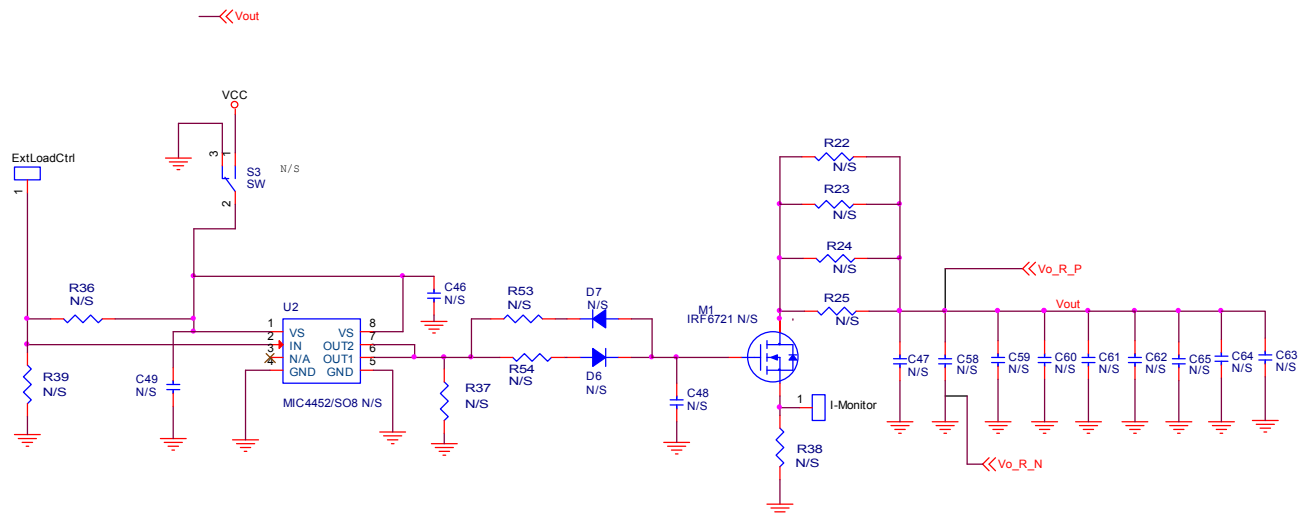 Vout
VCC
ExtLoadCtrl
1
3
1
S3
SW
N/S
2
R22
N/S
R23
N/S
R24
N/S
R25
N/S
M1
IRF6721 N/S
R36
N/S
C46
N/S
R53
N/S
D7
N/S
R54
N/S
D6
N/S
U2
1
2
3
4
VS
IN
N/A
GND
VS
OUT2
OUT1
GND
8
7
6
5
MIC4452/SO8 N/S
R39
N/S
C49
N/S
R37
N/S
C48
N/S
1
I-Monitor
R38
N/S
Vo_R_P
Vout
C47
N/S
C58
N/S
C59
N/S
C60
N/S
C61
N/S
C62
N/S
C65
N/S
C64
N/S
C63
N/S
Vo_R_N